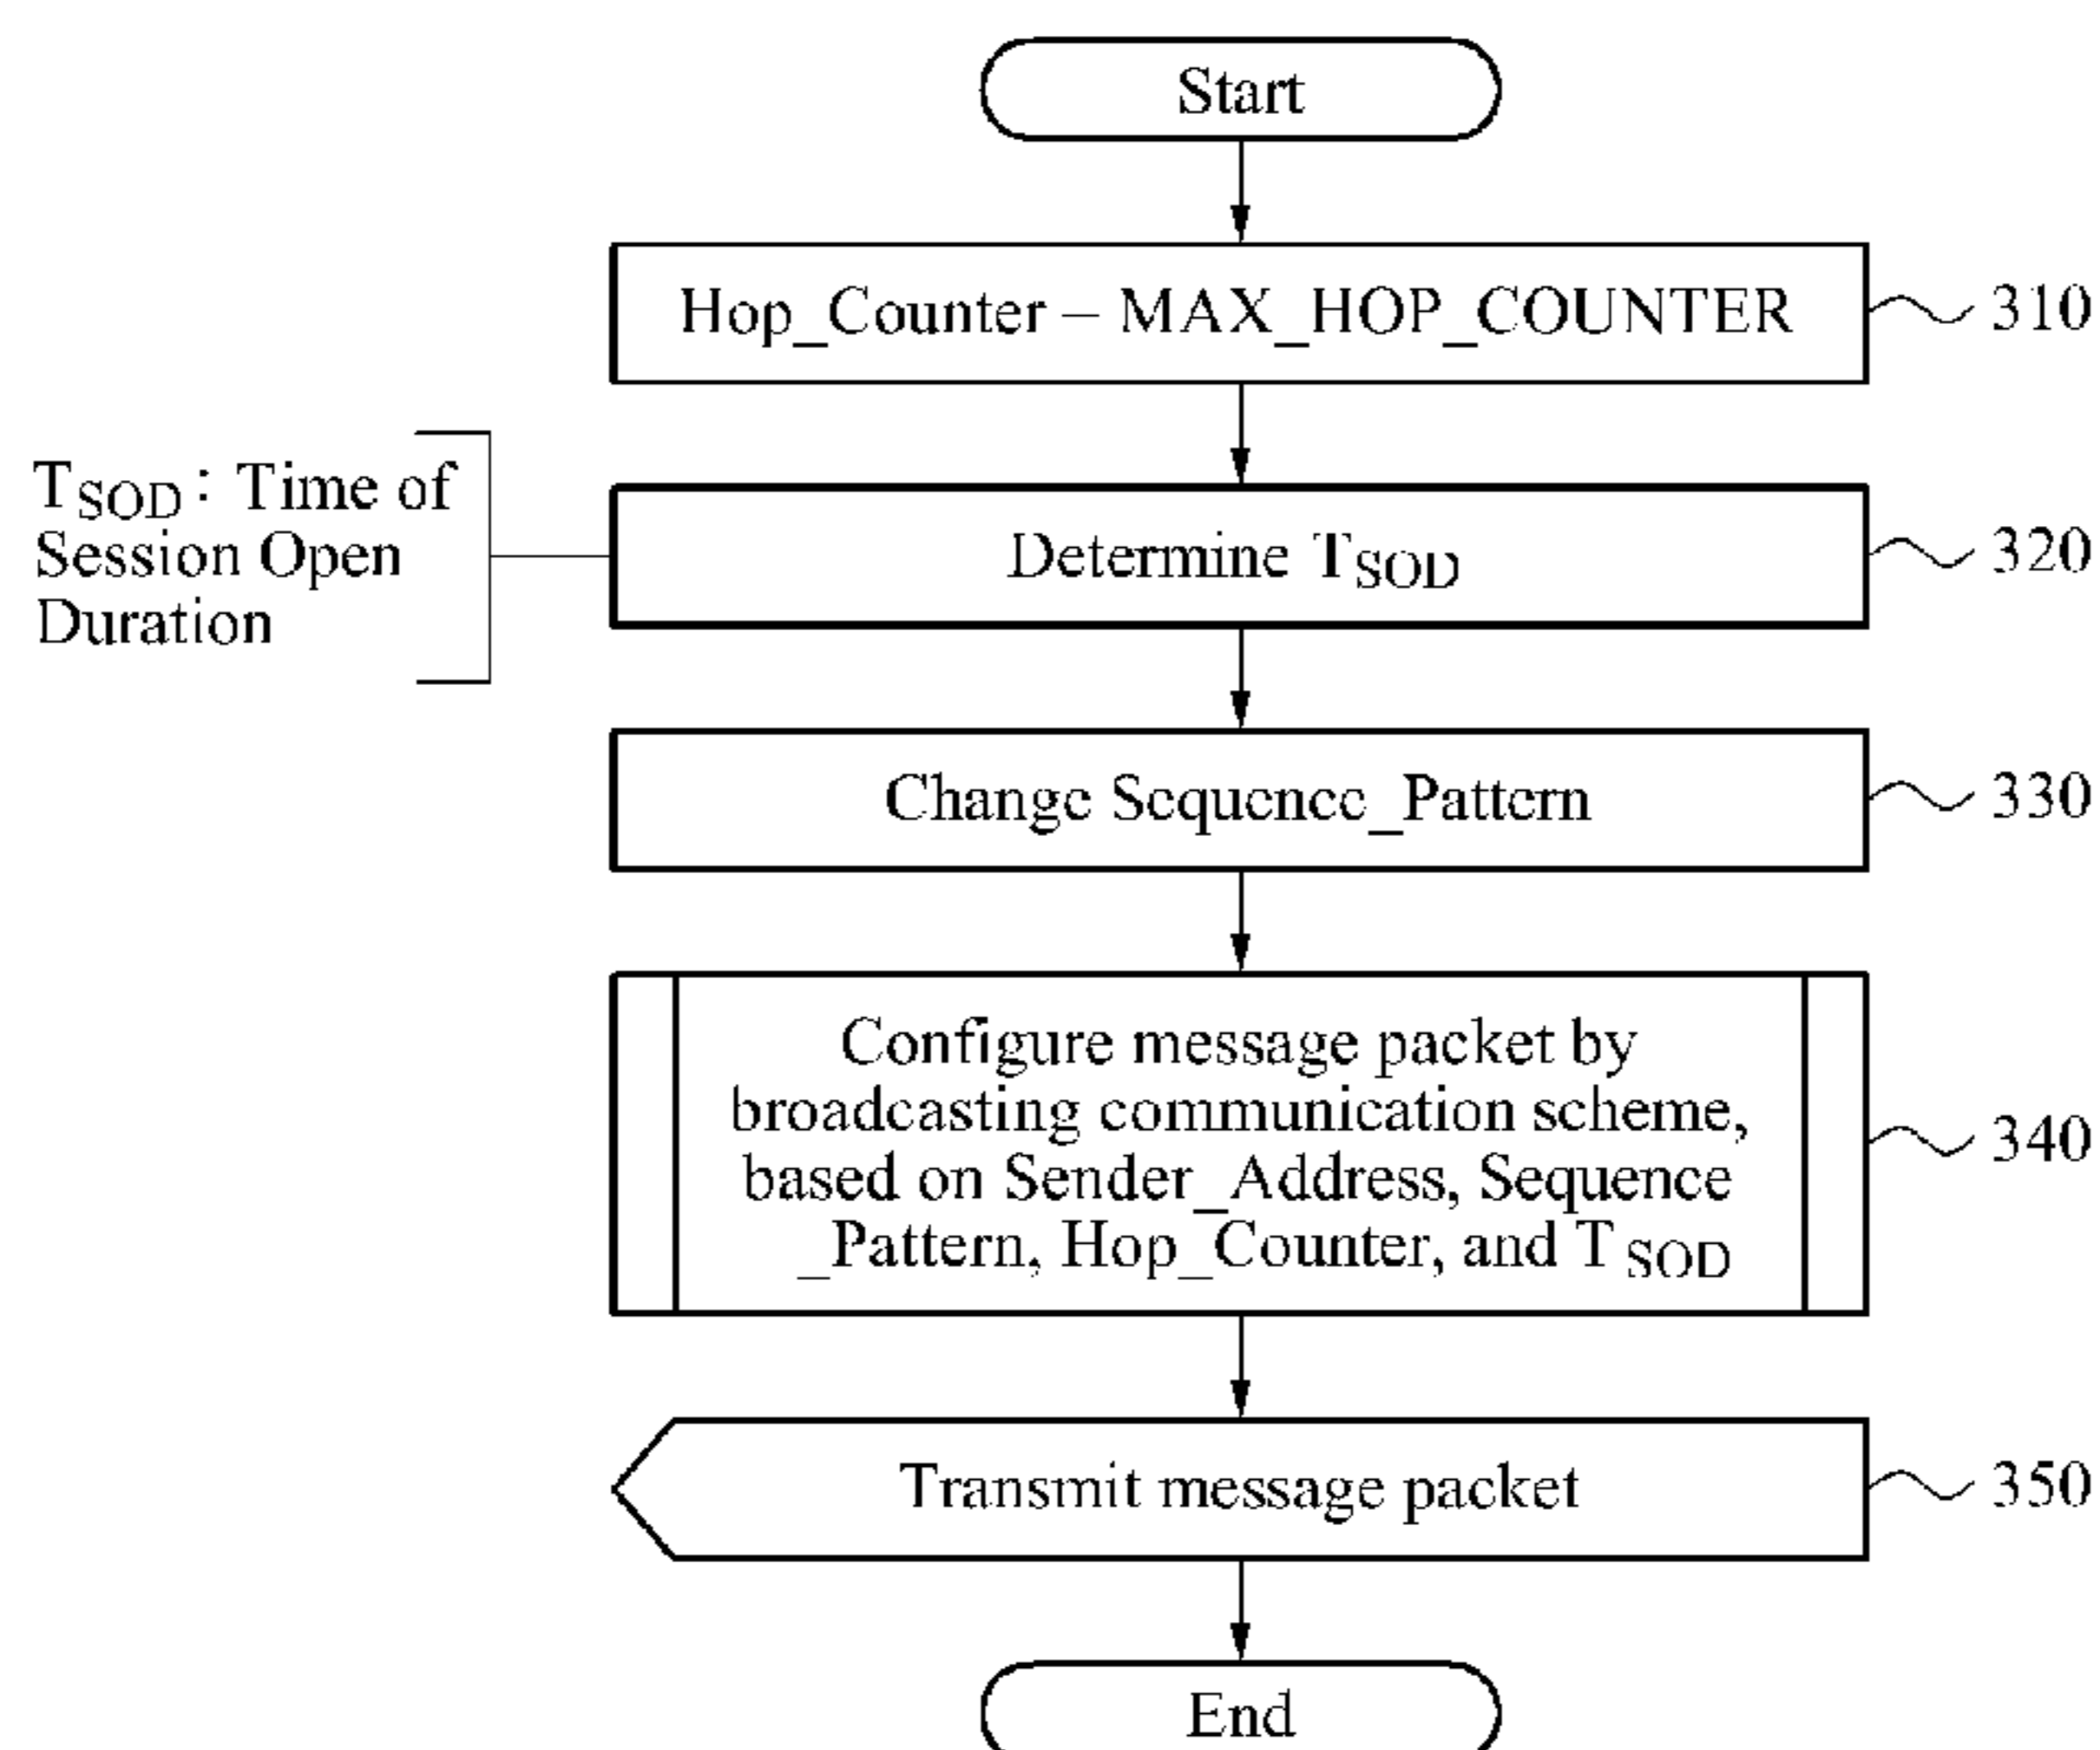 Start
Hop_Counter – MAX_HOP_COUNTER
310
TSOD : Time of
Session Open
Duration
Determine TSOD
320
Change Sequence_Pattern
330
Configure message packet by
broadcasting communication scheme,
based on Sender_Address, Sequence
_Pattern, Hop_Counter, and TSOD
340
Transmit message packet
350
End